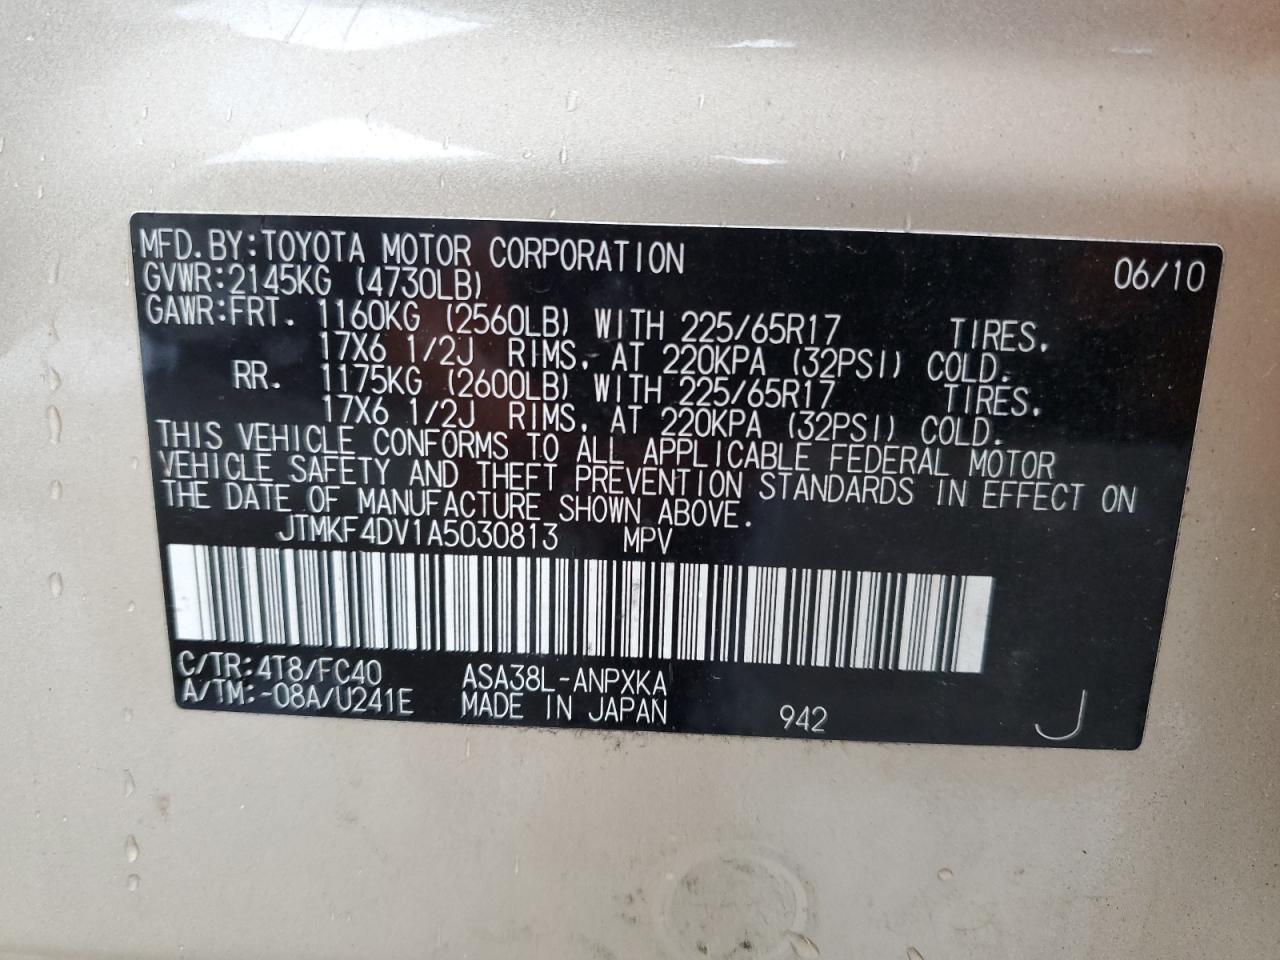 MFD.BY:TOYOTA MOTOR CORPORATION 06/10
GVWR:2145KG (4730LB)
GAWR:FRT. 1160KG (2560LB) WITH 225/65R17 TIRES,
17X6 1/2J RIMS, AT 220KPA (32PSI) COLD.
RR. 1175KG (2600LB) WITH 225/65R17 TIRES,
17X6 1/2J RIMS, AT 220KPA (32PSI) COLD.
THIS VEHICLE CONFORMS TO ALL APPLICABLE FEDERAL MOTOR
VEHICLE SAFETY AND THEFT PREVENTION STANDARDS IN EFFECT ON
THE DATE OF MANUFACTURE SHOWN ABOVE.
JTMKF4DV1A5030813 MPV
C/TR:4T8/FC40 ASA38L-ANPXKA
A/TM:-08A/U241E MADE IN JAPAN 942 J